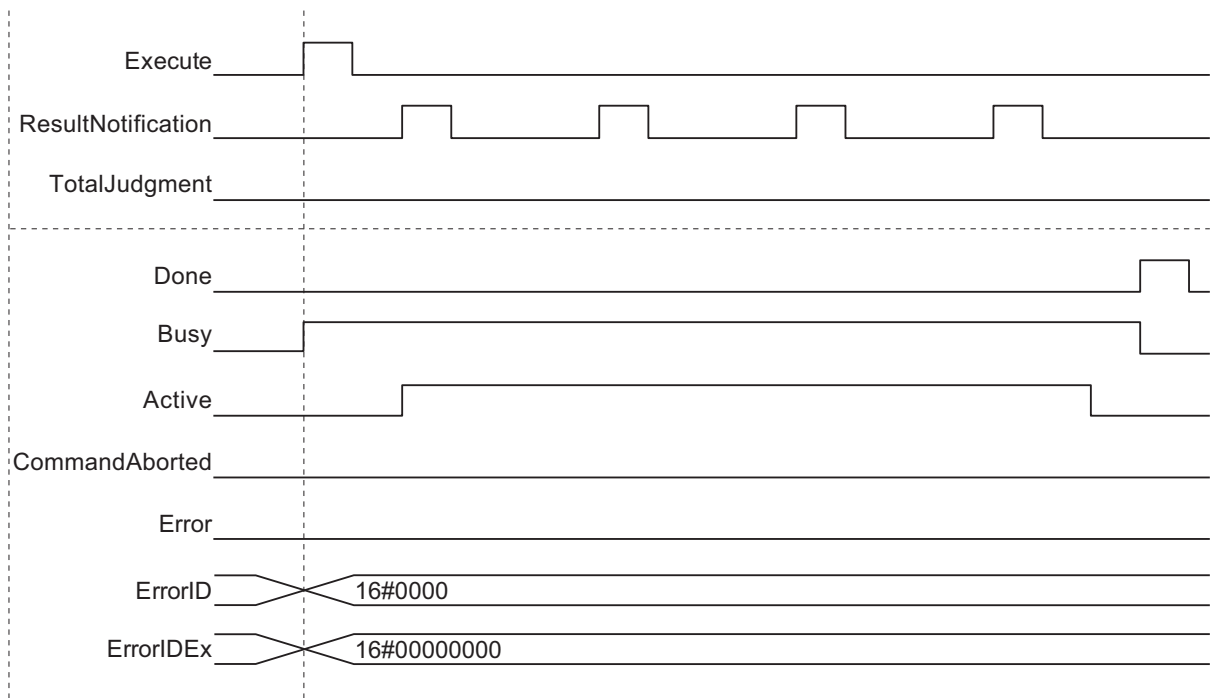 Execute
ResultNotification
TotalJudgment
Done
Busy
Active
CommandAborted
Error
ErrorID 16#0000
ErrorIDEx 16#00000000